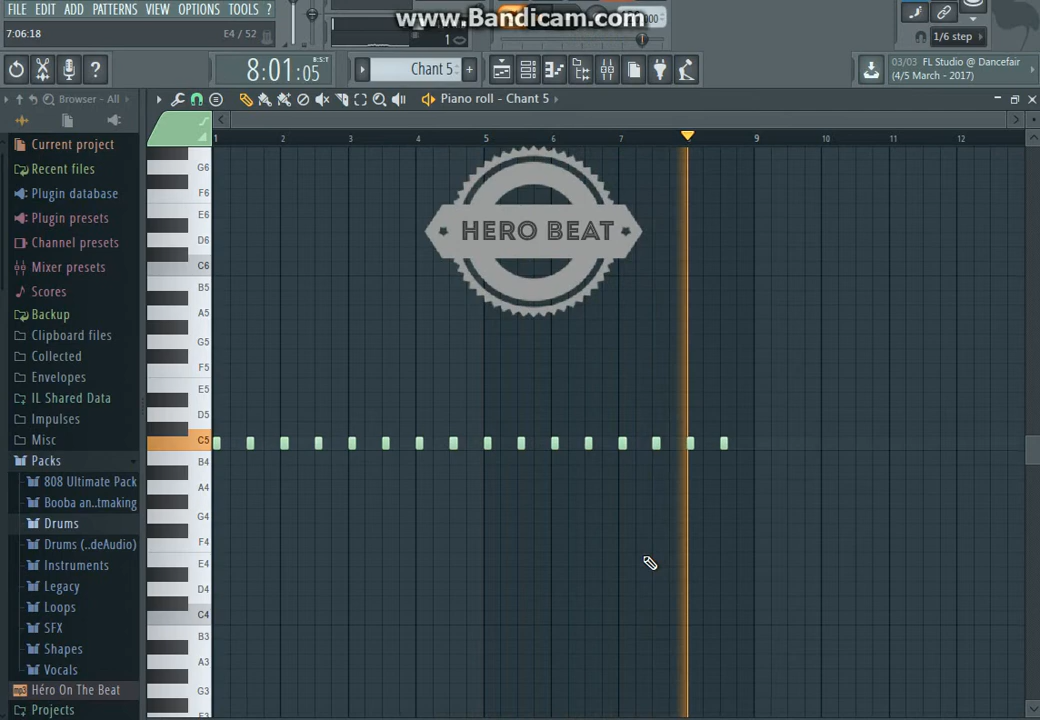 www.Bandicam.com
FILE EDIT ADD PATTERNS VIEW OPTIONS TOOLS ?
7:06:18 E4 / 52
1
1/6 step
8:01:05 B:S:T
Chant 5
03/03 FL Studio @ Dancefair
(4/5 March - 2017)
Browser - All
Piano roll - Chant 5
1 2 3 4 5 6 7 9 10 11 12
Current project
Recent files
Plugin database
Plugin presets
Channel presets
Mixer presets
Scores
Backup
Clipboard files
Collected
Envelopes
IL Shared Data
Impulses
Misc
Packs
808 Ultimate Pack
Booba an..tmaking
Drums
Drums (..deAudio)
Instruments
Legacy
Loops
SFX
Shapes
Vocals
Héro On The Beat
Projects
G6
F6
E6
D6
C6
B5
A5
G5
F5
E5
D5
C5
B4
A4
G4
F4
E4
D4
C4
B3
A3
G3
HERO BEAT